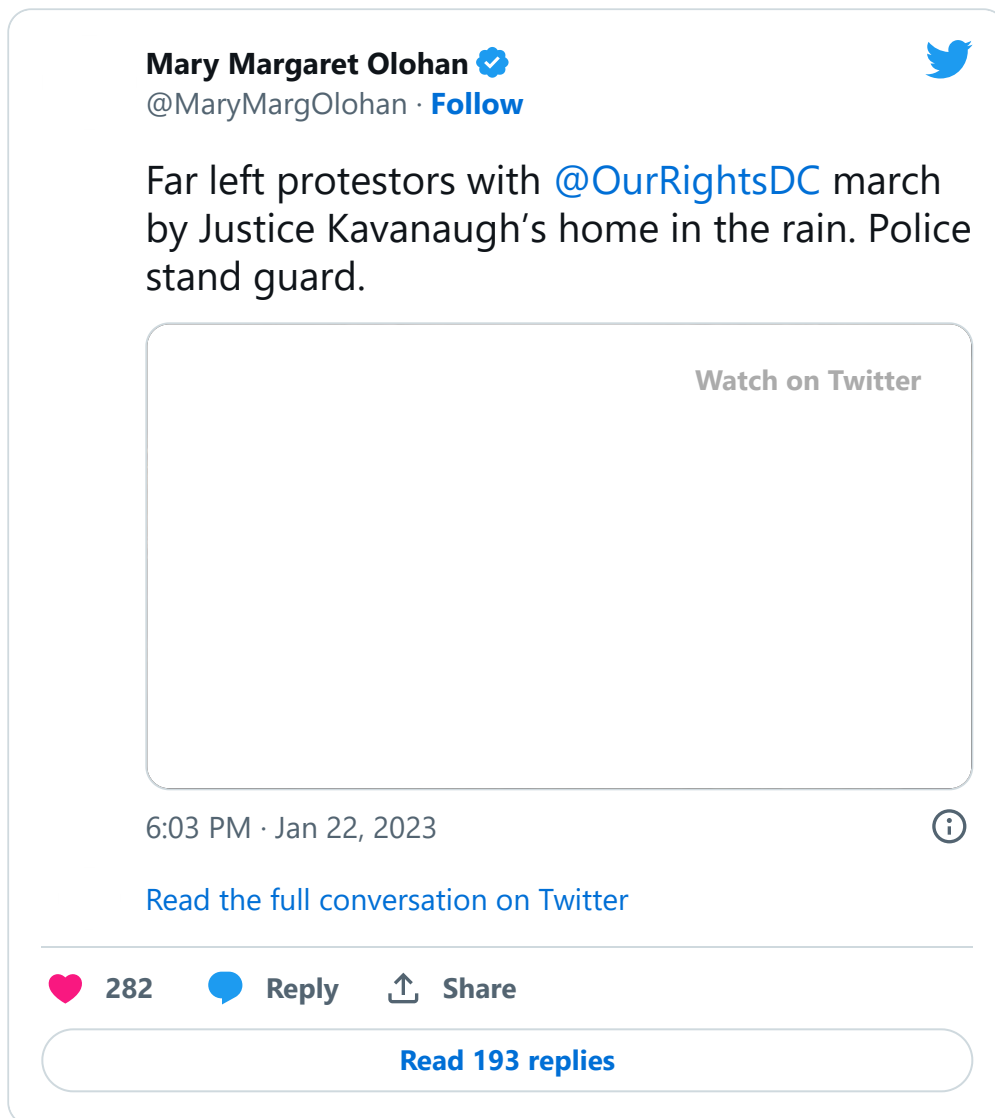 Mary Margaret Olohan
@MaryMargOlohan · Follow
Far left protestors with @OurRightsDC march
by Justice Kavanaugh’s home in the rain. Police
stand guard.
Watch on Twitter
6:03 PM · Jan 22, 2023
Read the full conversation on Twitter
282 Reply Share
Read 193 replies